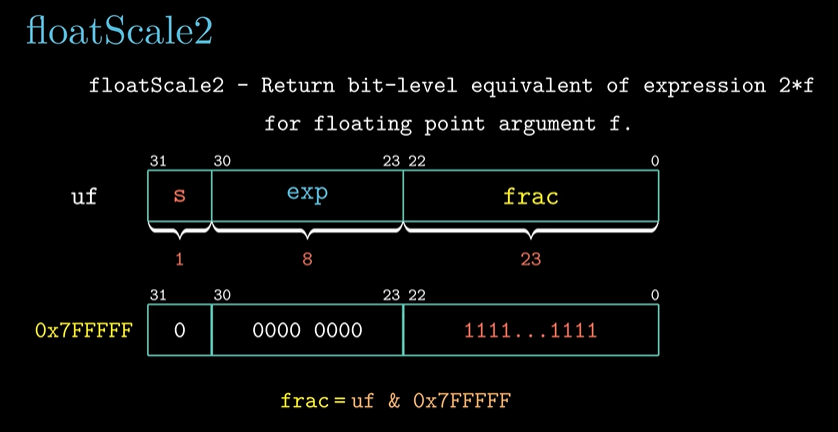 floatScale2
floatScale2 - Return bit-level equivalent of expression 2*f
for floating point argument f.
31 30 23 22 0
uf s exp frac
1 8 23
31 30 23 22 0
0x7FFFFF 0 0000 0000 1111...1111
frac = uf & 0x7FFFFF